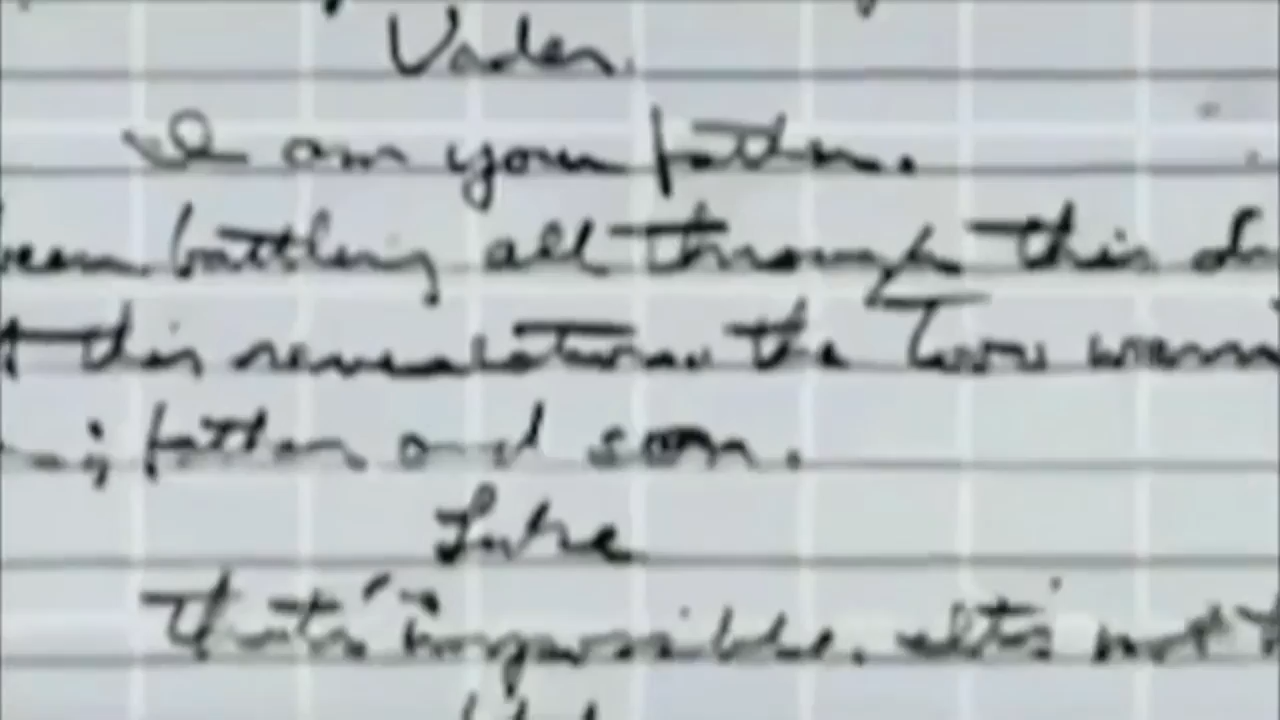 Vader.
I am your father.
been battling all through this
this revelation the Two
; father and son.
Luke
That's impossible. It's not